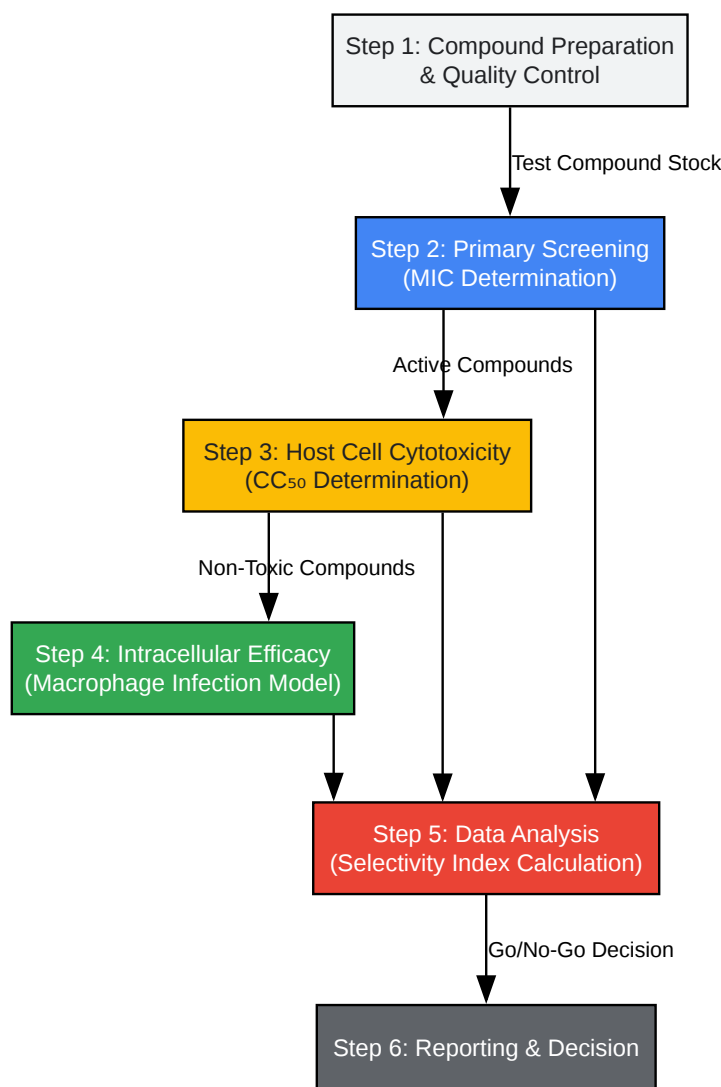 Step 1: Compound Preparation
& Quality Control
Test Compound Stock
Step 2: Primary Screening
(MIC Determination)
Active Compounds
Step 3: Host Cell Cytotoxicity
(CC₅₀ Determination)
Non-Toxic Compounds
Step 4: Intracellular Efficacy
(Macrophage Infection Model)
Step 5: Data Analysis
(Selectivity Index Calculation)
Go/No-Go Decision
Step 6: Reporting & Decision